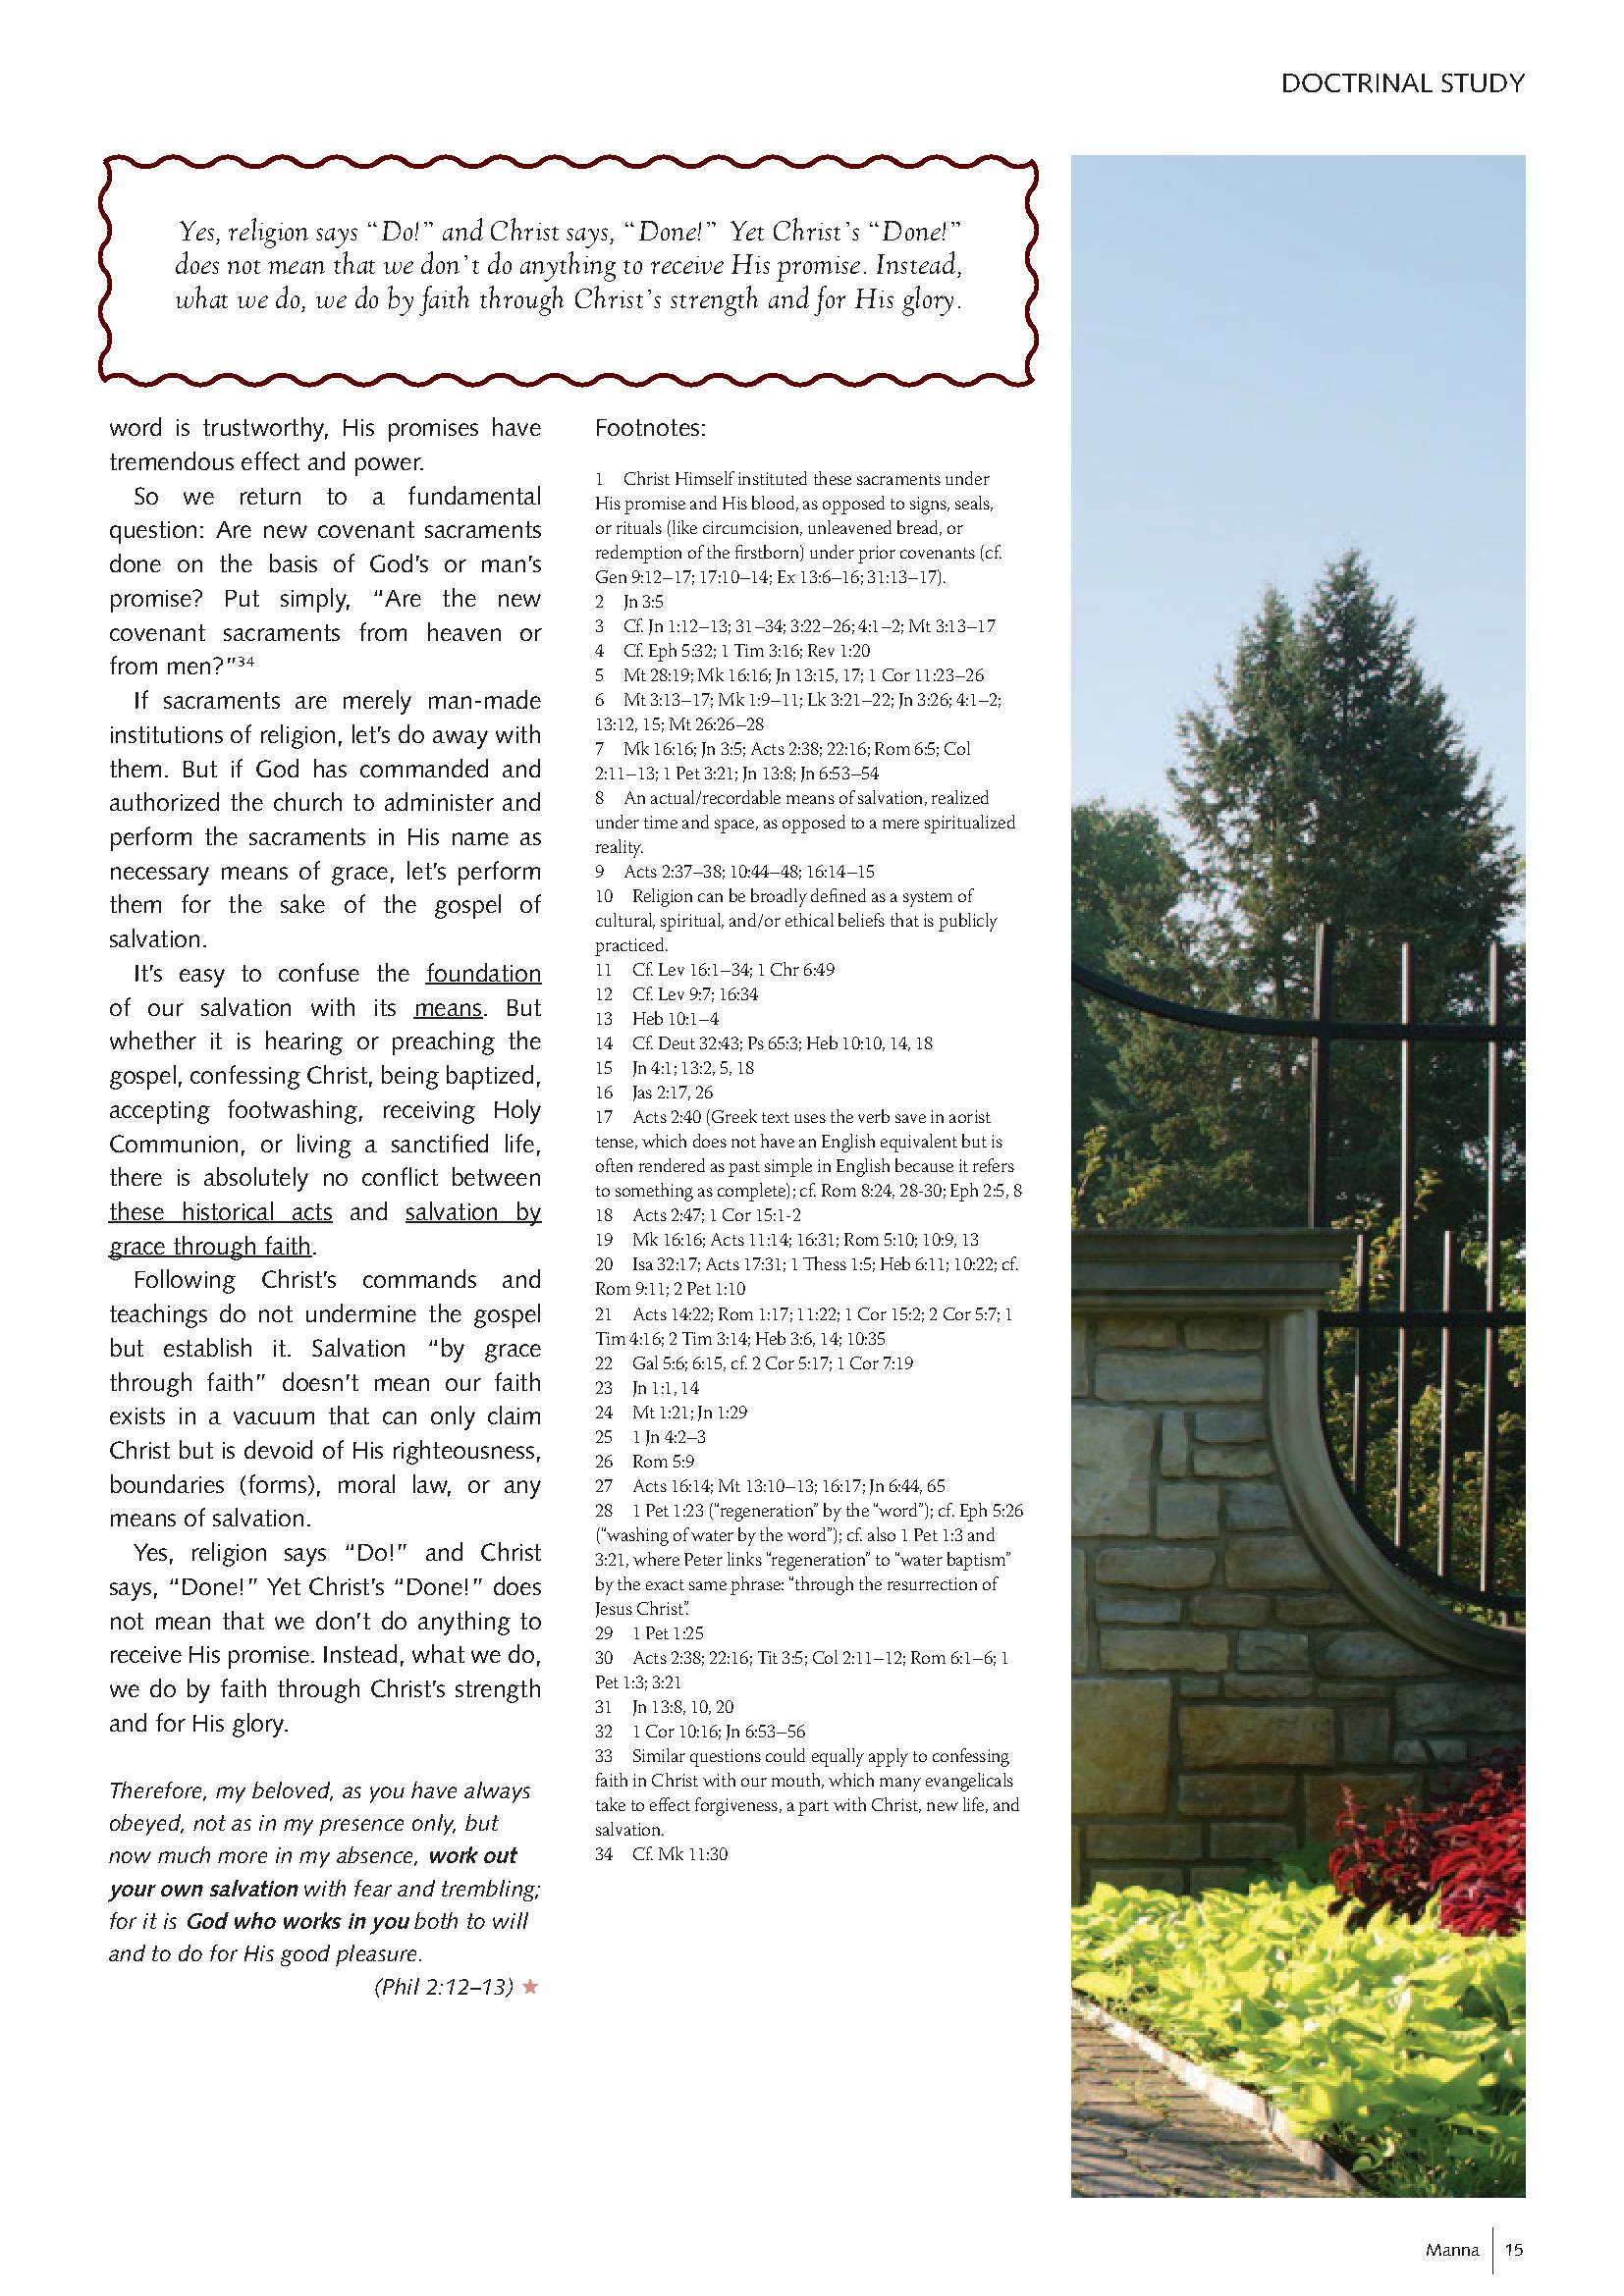 DOCTRINAL STUDY
Yes, religion says “Do!” and Christ says, “Done!” Yet Christ’s “Done!”
does not mean that we don’t do anything to receive His promise. Instead,
what we do, we do by faith through Christ’s strength and for His glory.
word is trustworthy, His promises have
tremendous effect and power.
So we return to a fundamental
question: Are new covenant sacraments
done on the basis of God’s or man’s
promise? Put simply, “Are the new
covenant sacraments from heaven or
from men?”34
If sacraments are merely man-made
institutions of religion, let’s do away with
them. But if God has commanded and
authorized the church to administer and
perform the sacraments in His name as
necessary means of grace, let’s perform
them for the sake of the gospel of
salvation.
It’s easy to confuse the foundation
of our salvation with its means. But
whether it is hearing or preaching the
gospel, confessing Christ, being baptized,
accepting footwashing, receiving Holy
Communion, or living a sanctified life,
there is absolutely no conflict between
these historical acts and salvation by
grace through faith.
Following Christ’s commands and
teachings do not undermine the gospel
but establish it. Salvation “by grace
through faith” doesn’t mean our faith
exists in a vacuum that can only claim
Christ but is devoid of His righteousness,
boundaries (forms), moral law, or any
means of salvation.
Yes, religion says “Do!” and Christ
says, “Done!” Yet Christ’s “Done!” does
not mean that we don’t do anything to
receive His promise. Instead, what we do,
we do by faith through Christ’s strength
and for His glory.
Therefore, my beloved, as you have always
obeyed, not as in my presence only, but
now much more in my absence, work out
your own salvation with fear and trembling;
for it is God who works in you both to will
and to do for His good pleasure.
(Phil 2:12–13)
Footnotes:
1 Christ Himself instituted these sacraments under
His promise and His blood, as opposed to signs, seals,
or rituals (like circumcision, unleavened bread, or
redemption of the firstborn) under prior covenants (cf.
Gen 9:12–17; 17:10–14; Ex 13:6–16; 31:13–17).
2 Jn 3:5
3 Cf. Jn 1:12–13; 31–34; 3:22–26; 4:1–2; Mt 3:13–17
4 Cf. Eph 5:32; 1 Tim 3:16; Rev 1:20
5 Mt 28:19; Mk 16:16; Jn 13:15, 17; 1 Cor 11:23–26
6 Mt 3:13–17; Mk 1:9–11; Lk 3:21–22; Jn 3:26; 4:1–2;
13:12, 15; Mt 26:26–28
7 Mk 16:16; Jn 3:5; Acts 2:38; 22:16; Rom 6:5; Col
2:11–13; 1 Pet 3:21; Jn 13:8; Jn 6:53–54
8 An actual/recordable means of salvation, realized
under time and space, as opposed to a mere spiritualized
reality.
9 Acts 2:37–38; 10:44–48; 16:14–15
10 Religion can be broadly defined as a system of
cultural, spiritual, and/or ethical beliefs that is publicly
practiced.
11 Cf. Lev 16:1–34; 1 Chr 6:49
12 Cf. Lev 9:7; 16:34
13 Heb 10:1–4
14 Cf. Deut 32:43; Ps 65:3; Heb 10:10, 14, 18
15 Jn 4:1; 13:2, 5, 18
16 Jas 2:17, 26
17 Acts 2:40 (Greek text uses the verb save in aorist
tense, which does not have an English equivalent but is
often rendered as past simple in English because it refers
to something as complete); cf. Rom 8:24, 28-30; Eph 2:5, 8
18 Acts 2:47; 1 Cor 15:1-2
19 Mk 16:16; Acts 11:14; 16:31; Rom 5:10; 10:9, 13
20 Isa 32:17; Acts 17:31; 1 Thess 1:5; Heb 6:11; 10:22; cf.
Rom 9:11; 2 Pet 1:10
21 Acts 14:22; Rom 1:17; 11:22; 1 Cor 15:2; 2 Cor 5:7; 1
Tim 4:16; 2 Tim 3:14; Heb 3:6, 14; 10:35
22 Gal 5:6; 6:15, cf. 2 Cor 5:17; 1 Cor 7:19
23 Jn 1:1, 14
24 Mt 1:21; Jn 1:29
25 1 Jn 4:2–3
26 Rom 5:9
27 Acts 16:14; Mt 13:10–13; 16:17; Jn 6:44, 65
28 1 Pet 1:23 (“regeneration” by the “word”); cf. Eph 5:26
(“washing of water by the word”); cf. also 1 Pet 1:3 and
3:21, where Peter links “regeneration” to “water baptism”
by the exact same phrase: “through the resurrection of
Jesus Christ”.
29 1 Pet 1:25
30 Acts 2:38; 22:16; Tit 3:5; Col 2:11–12; Rom 6:1–6; 1
Pet 1:3; 3:21
31 Jn 13:8, 10, 20
32 1 Cor 10:16; Jn 6:53–56
33 Similar questions could equally apply to confessing
faith in Christ with our mouth, which many evangelicals
take to effect forgiveness, a part with Christ, new life, and
salvation.
34 Cf. Mk 11:30
Manna 15